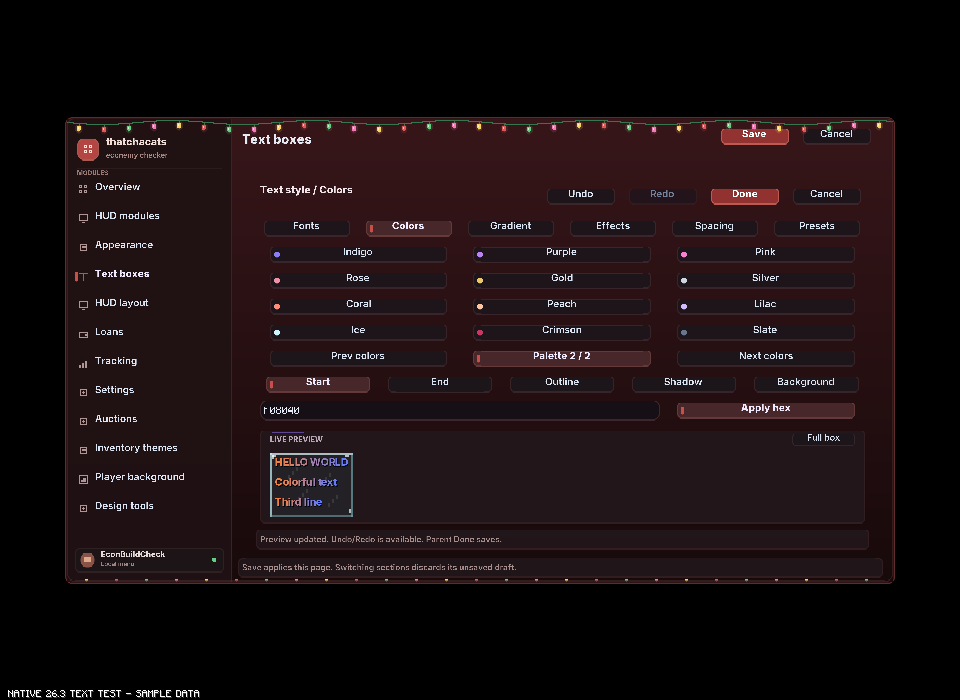 thatchacats
economy checker
MODULES
Overview
HUD modules
Appearance
Text boxes
HUD layout
Loans
Tracking
Settings
Auctions
Inventory themes
Player background
Design tools
EconBuildCheck
Local menu
Text boxes
Save
Cancel
Text style / Colors
Undo
Redo
Done
Cancel
Fonts
Colors
Gradient
Effects
Spacing
Presets
Indigo
Purple
Pink
Rose
Gold
Silver
Coral
Peach
Lilac
Ice
Crimson
Slate
Prev colors
Palette 2 / 2
Next colors
Start
End
Outline
Shadow
Background
F08040
Apply hex
LIVE PREVIEW
Full box
HELLO WORLD
Colorful text
Third line
Preview updated. Undo/Redo is available. Parent Done saves.
Save applies this page. Switching sections discards its unsaved draft.
NATIVE 26.3 TEXT TEST – SAMPLE DATA